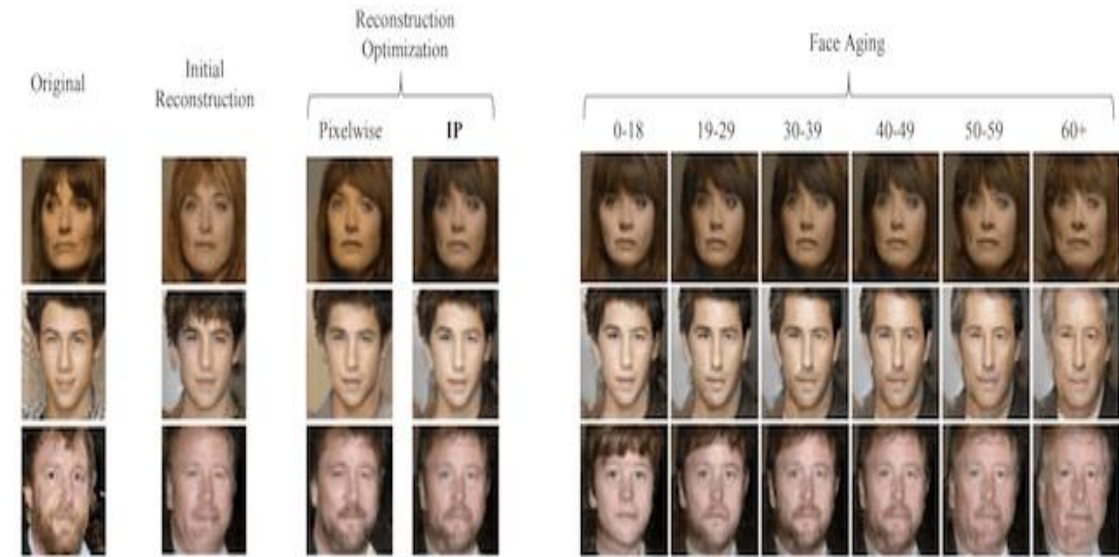 Original
Initial
Reconstruction
Reconstruction
Optimization
Pixelwise
IP
Face Aging
0-18
19-29
30-39
40-49
50-59
60+